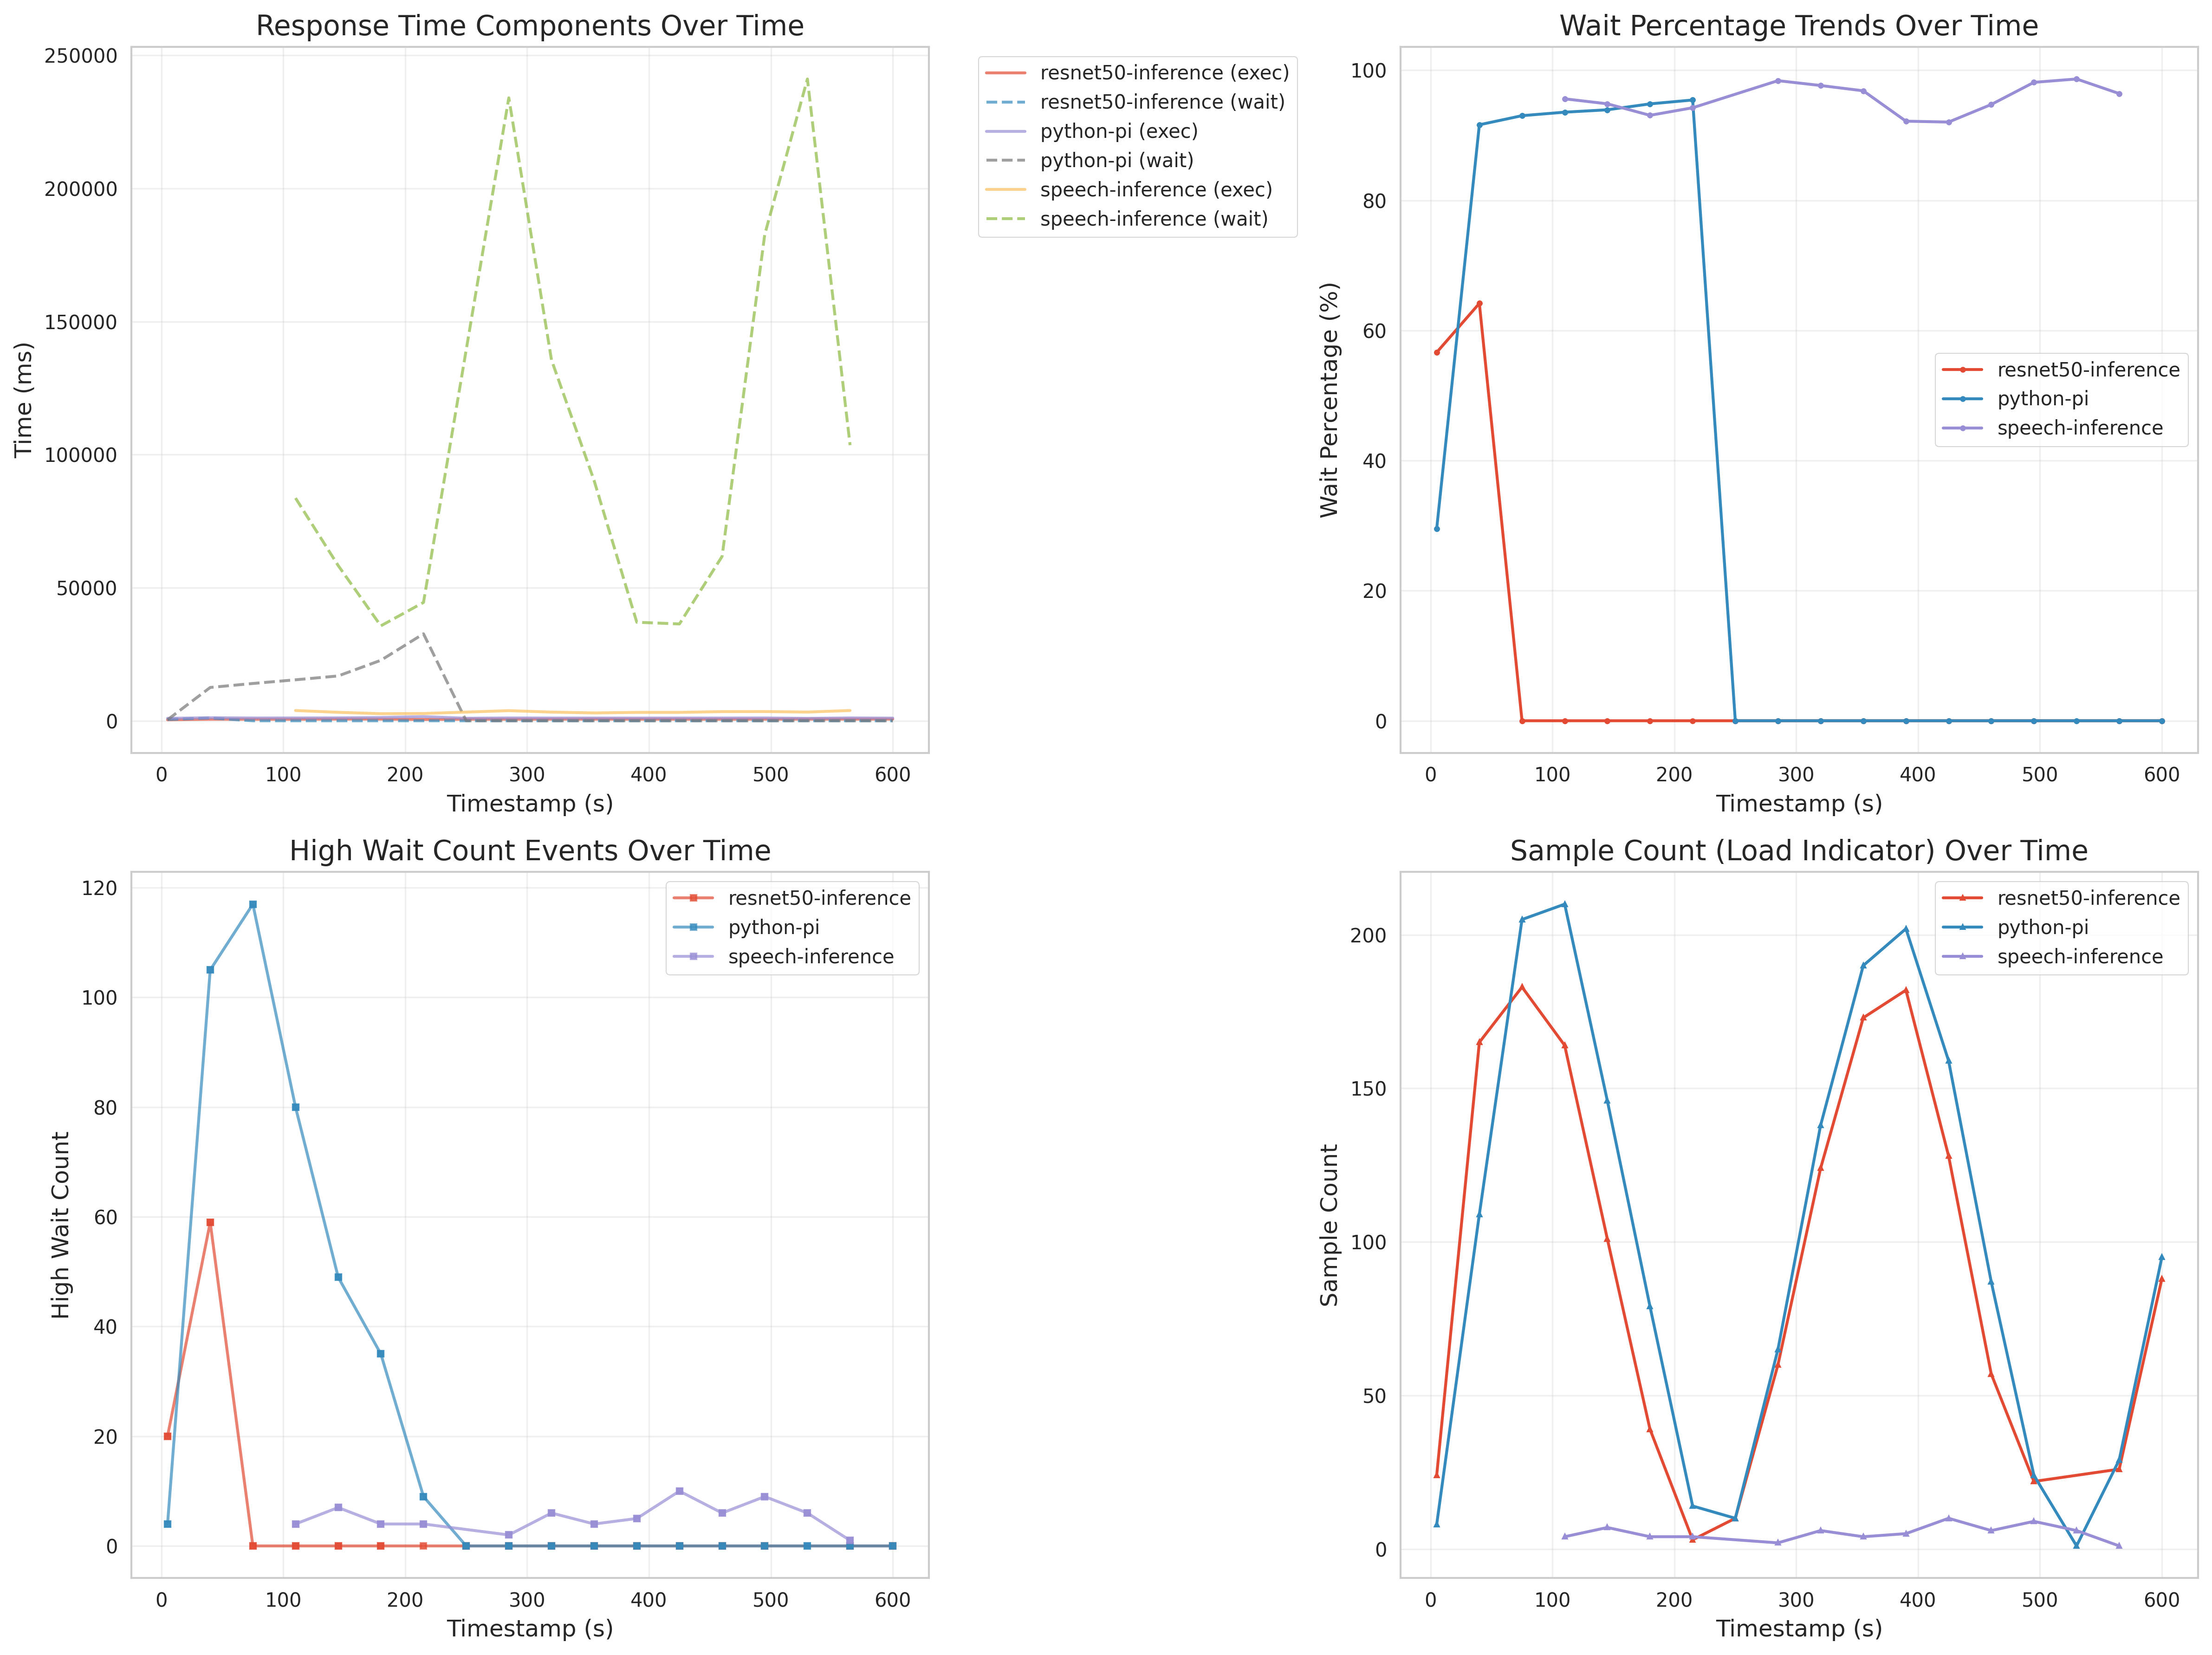 Response Time Components Over Time
250000
200000
150000
100000
50000
0
Time (ms)
0 100 200 300 400 500 600
Timestamp (s)
resnet50-inference (exec)
resnet50-inference (wait)
python-pi (exec)
python-pi (wait)
speech-inference (exec)
speech-inference (wait)
Wait Percentage Trends Over Time
100
80
60
40
20
0
Wait Percentage (%)
0 100 200 300 400 500 600
Timestamp (s)
resnet50-inference
python-pi
speech-inference
High Wait Count Events Over Time
120
100
80
60
40
20
0
High Wait Count
0 100 200 300 400 500 600
Timestamp (s)
resnet50-inference
python-pi
speech-inference
Sample Count (Load Indicator) Over Time
200
150
100
50
0
Sample Count
0 100 200 300 400 500 600
Timestamp (s)
resnet50-inference
python-pi
speech-inference